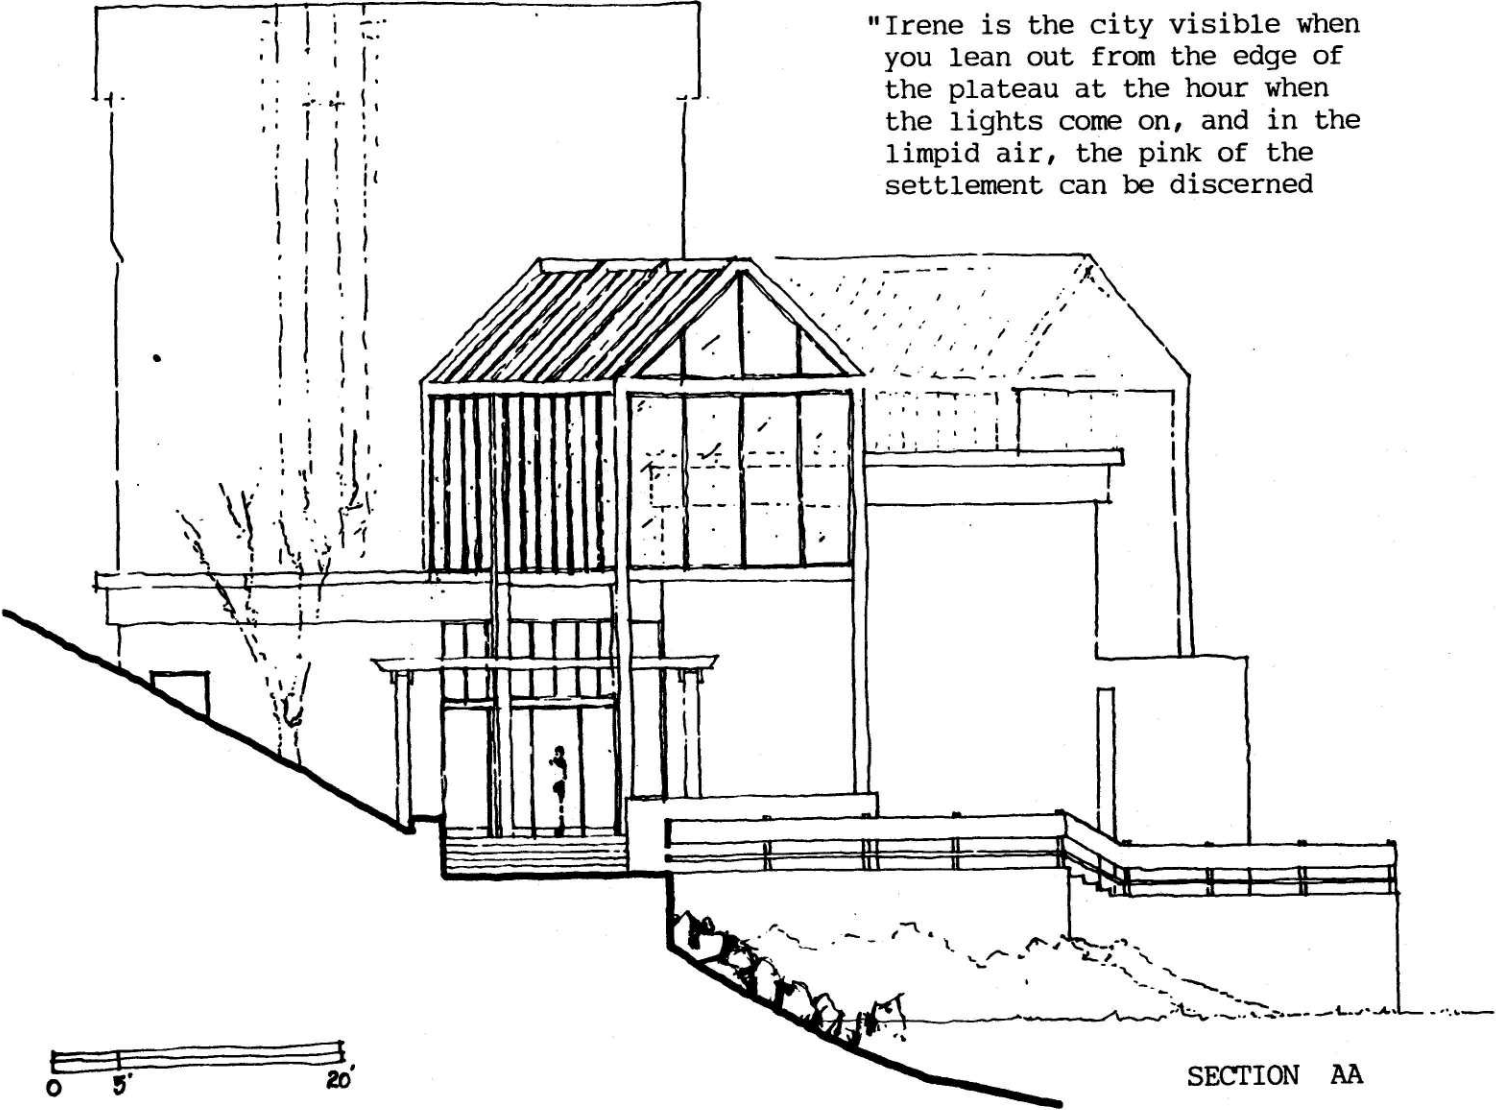 "Irene is the city visible when
you lean out from the edge of
the plateau at the hour when
the lights come on, and in the
limpid air, the pink of the
settlement can be discerned
0 5' 20'
SECTION AA